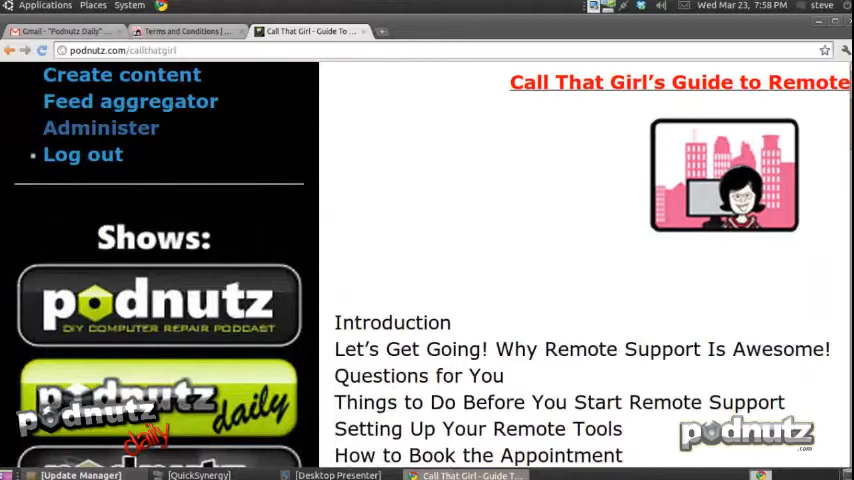 Applications Places System Wed Mar 23, 7:58 PM steve
Gmail - "Podnutz Daily" ... Terms and Conditions | ... Call That Girl - Guide To ...
podnutz.com/callthatgirl
Create content
Feed aggregator
Administer
Log out
Shows:
podnutz
DIY COMPUTER REPAIR PODCAST
podnutz daily
podnutz
daily
Call That Girl's Guide to Remote
Introduction
Let's Get Going! Why Remote Support Is Awesome!
Questions for You
Things to Do Before You Start Remote Support
Setting Up Your Remote Tools
How to Book the Appointment
podnutz
.com
[Update Manager] [QuickSynergy] [Desktop Presenter] Call That Girl - Guide To...